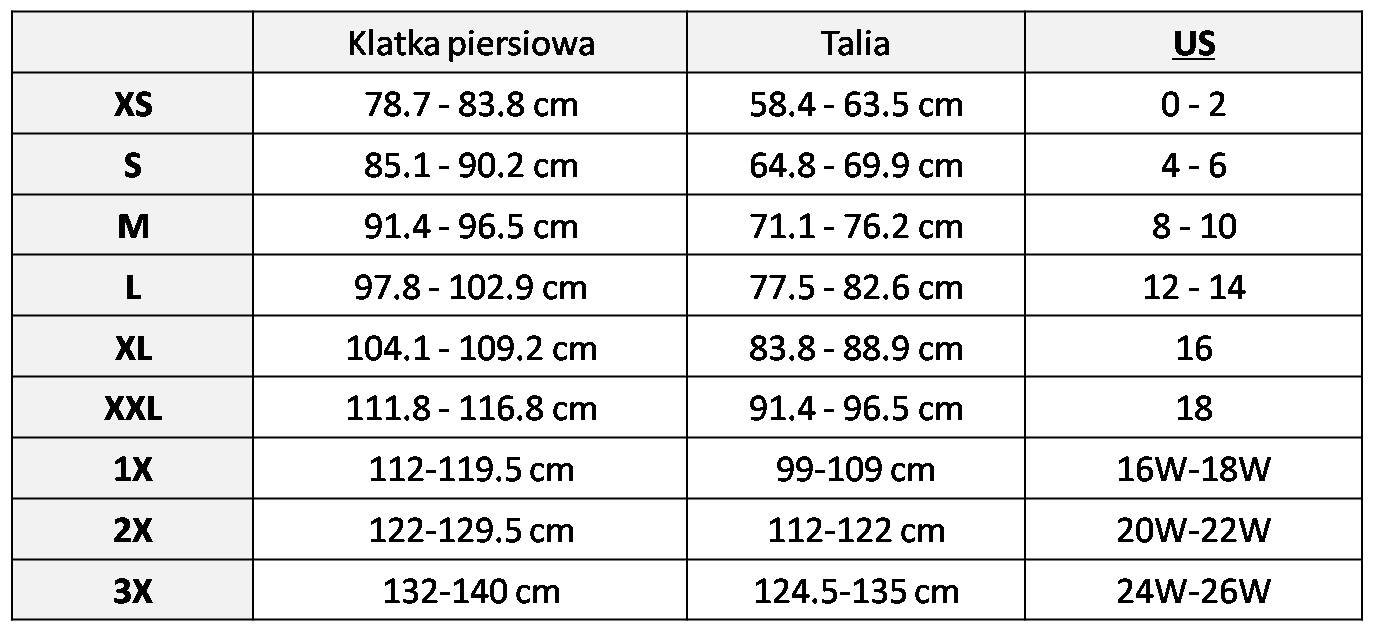 Klatka piersiowa Talia US
XS 78.7 - 83.8 cm 58.4 - 63.5 cm 0 - 2
S 85.1 - 90.2 cm 64.8 - 69.9 cm 4 - 6
M 91.4 - 96.5 cm 71.1 - 76.2 cm 8 - 10
L 97.8 - 102.9 cm 77.5 - 82.6 cm 12 - 14
XL 104.1 - 109.2 cm 83.8 - 88.9 cm 16
XXL 111.8 - 116.8 cm 91.4 - 96.5 cm 18
1X 112-119.5 cm 99-109 cm 16W-18W
2X 122-129.5 cm 112-122 cm 20W-22W
3X 132-140 cm 124.5-135 cm 24W-26W